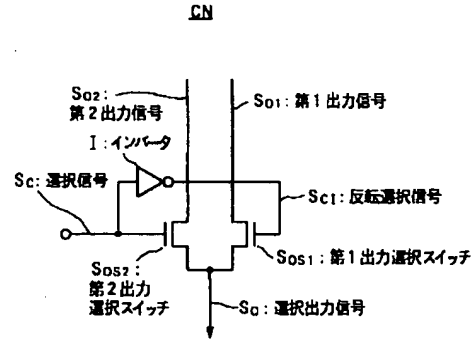 CN
SO2:
第2出力信号
SO1:第1出力信号
I:インバータ
SC:選択信号
SCI:反転選択信号
SOS2:
第2出力
選択スイッチ
SOS1:第1出力選択スイッチ
SO:選択出力信号